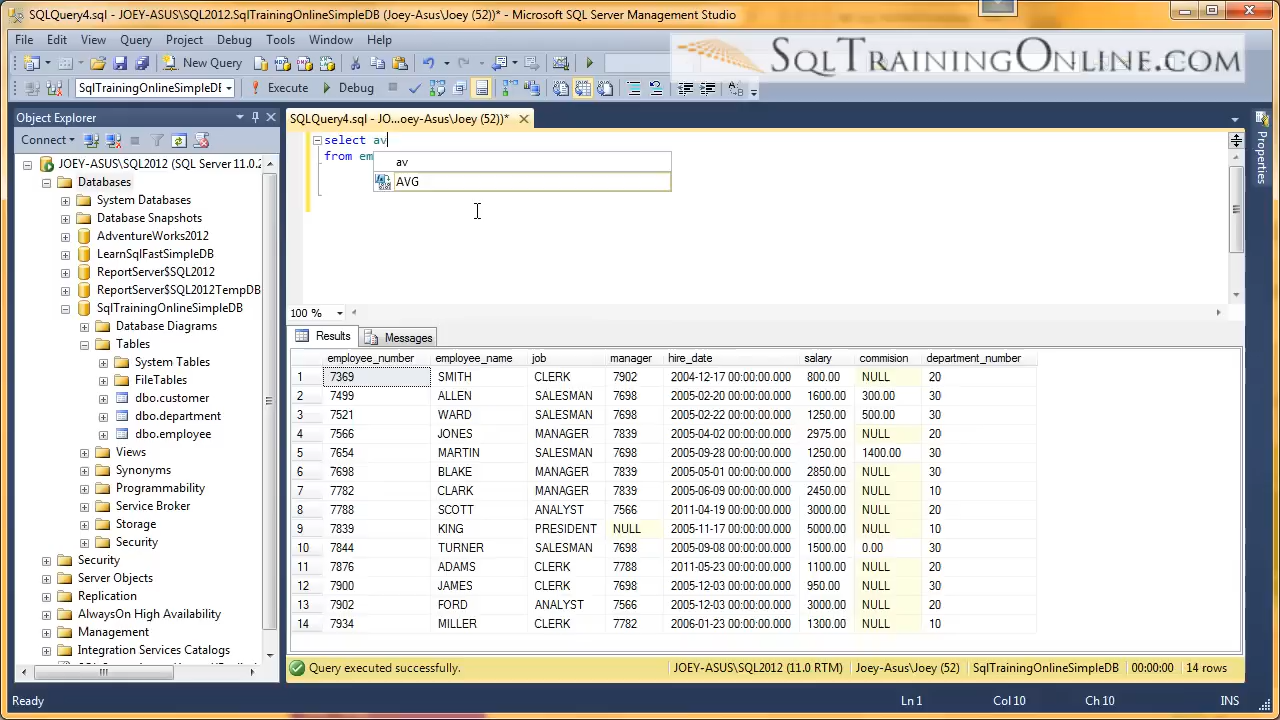 SQLQuery4.sql - JOEY-ASUS\SQL2012.SqlTrainingOnlineSimpleDB (Joey-Asus\Joey (52))* - Microsoft SQL Server Management Studio
File Edit View Query Project Debug Tools Window Help
SQLTRAININGONLINE.COM
New Query
SqlTrainingOnlineSimpleDE Execute Debug
Object Explorer
SQLQuery4.sql - JO...oey-Asus\Joey (52))*
Connect
Properties
JOEY-ASUS\SQL2012 (SQL Server 11.0.2
Databases
System Databases
Database Snapshots
AdventureWorks2012
LearnSqlFastSimpleDB
ReportServer$SQL2012
ReportServer$SQL2012TempDB
SqlTrainingOnlineSimpleDB
Database Diagrams
Tables
System Tables
FileTables
dbo.customer
dbo.department
dbo.employee
Views
Synonyms
Programmability
Service Broker
Storage
Security
Security
Server Objects
Replication
AlwaysOn High Availability
Management
Integration Services Catalogs
select av
from em
av
AVG
100 %
Results Messages
employee_number employee_name job manager hire_date salary commision department_number
1 7369 SMITH CLERK 7902 2004-12-17 00:00:00.000 800.00 NULL 20
2 7499 ALLEN SALESMAN 7698 2005-02-20 00:00:00.000 1600.00 300.00 30
3 7521 WARD SALESMAN 7698 2005-02-22 00:00:00.000 1250.00 500.00 30
4 7566 JONES MANAGER 7839 2005-04-02 00:00:00.000 2975.00 NULL 20
5 7654 MARTIN SALESMAN 7698 2005-09-28 00:00:00.000 1250.00 1400.00 30
6 7698 BLAKE MANAGER 7839 2005-05-01 00:00:00.000 2850.00 NULL 30
7 7782 CLARK MANAGER 7839 2005-06-09 00:00:00.000 2450.00 NULL 10
8 7788 SCOTT ANALYST 7566 2011-04-19 00:00:00.000 3000.00 NULL 20
9 7839 KING PRESIDENT NULL 2005-11-17 00:00:00.000 5000.00 NULL 10
10 7844 TURNER SALESMAN 7698 2005-09-08 00:00:00.000 1500.00 0.00 30
11 7876 ADAMS CLERK 7788 2011-05-23 00:00:00.000 1100.00 NULL 20
12 7900 JAMES CLERK 7698 2005-12-03 00:00:00.000 950.00 NULL 30
13 7902 FORD ANALYST 7566 2005-12-03 00:00:00.000 3000.00 NULL 20
14 7934 MILLER CLERK 7782 2006-01-23 00:00:00.000 1300.00 NULL 10
Query executed successfully. JOEY-ASUS\SQL2012 (11.0 RTM) Joey-Asus\Joey (52) SqlTrainingOnlineSimpleDB 00:00:00 14 rows
Ready Ln 1 Col 10 Ch 10 INS